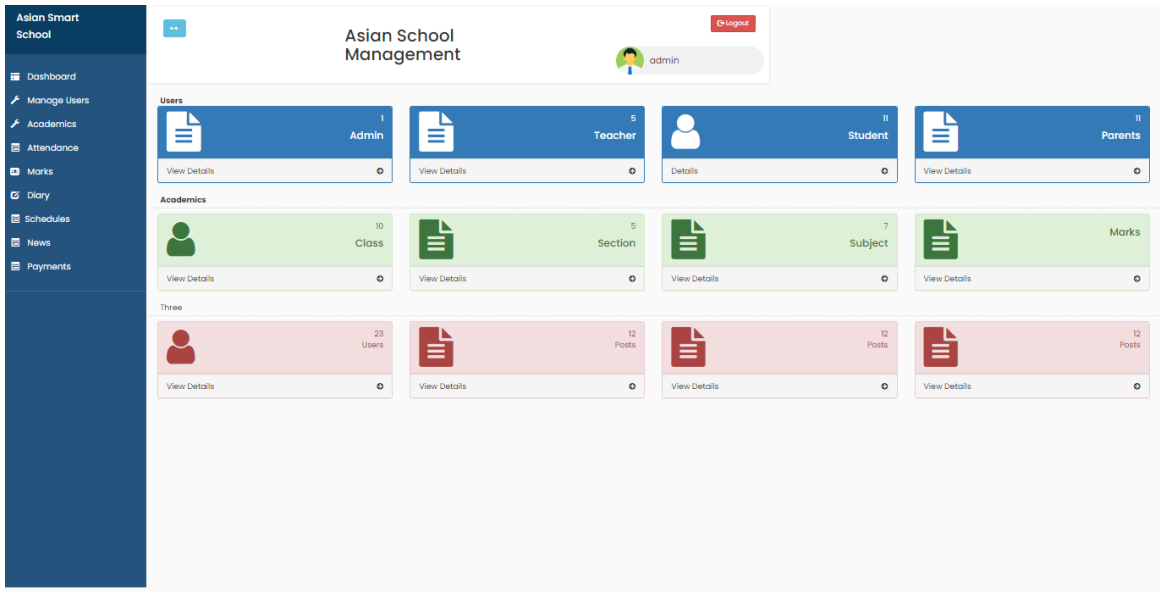 Asian Smart
School
Dashboard
Manage Users
Academics
Attendance
Marks
Diary
Schedules
News
Payments
Asian School
Management
Logout
admin
Users
1
Admin
View Details
5
Teacher
View Details
11
Student
Details
11
Parents
View Details
Academics
10
Class
View Details
5
Section
View Details
7
Subject
View Details
Marks
View Details
Three
23
Users
View Details
12
Posts
View Details
12
Posts
View Details
12
Posts
View Details